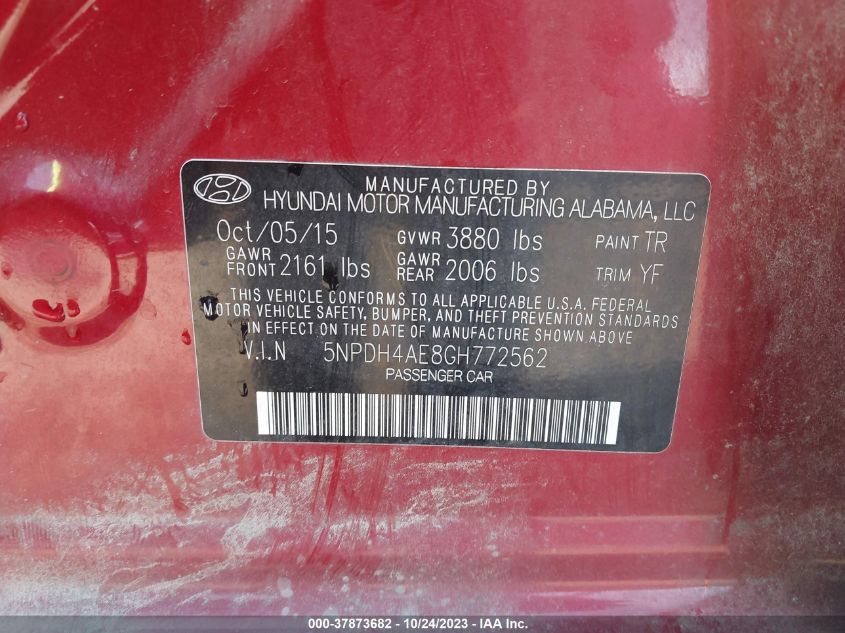 MANUFACTURED BY
HYUNDAI MOTOR MANUFACTURING ALABAMA, LLC
Oct/05/15 GVWR 3880 lbs PAINT TR
GAWR FRONT 2161 lbs GAWR REAR 2006 lbs TRIM YF
THIS VEHICLE CONFORMS TO ALL APPLICABLE U.S.A. FEDERAL
MOTOR VEHICLE SAFETY, BUMPER, AND THEFT PREVENTION STANDARDS
IN EFFECT ON THE DATE OF MANUFACTURE SHOWN ABOVE.
V.I.N 5NPDH4AE8GH772562
PASSENGER CAR
000-37873682 - 10/24/2023 - IAA Inc.